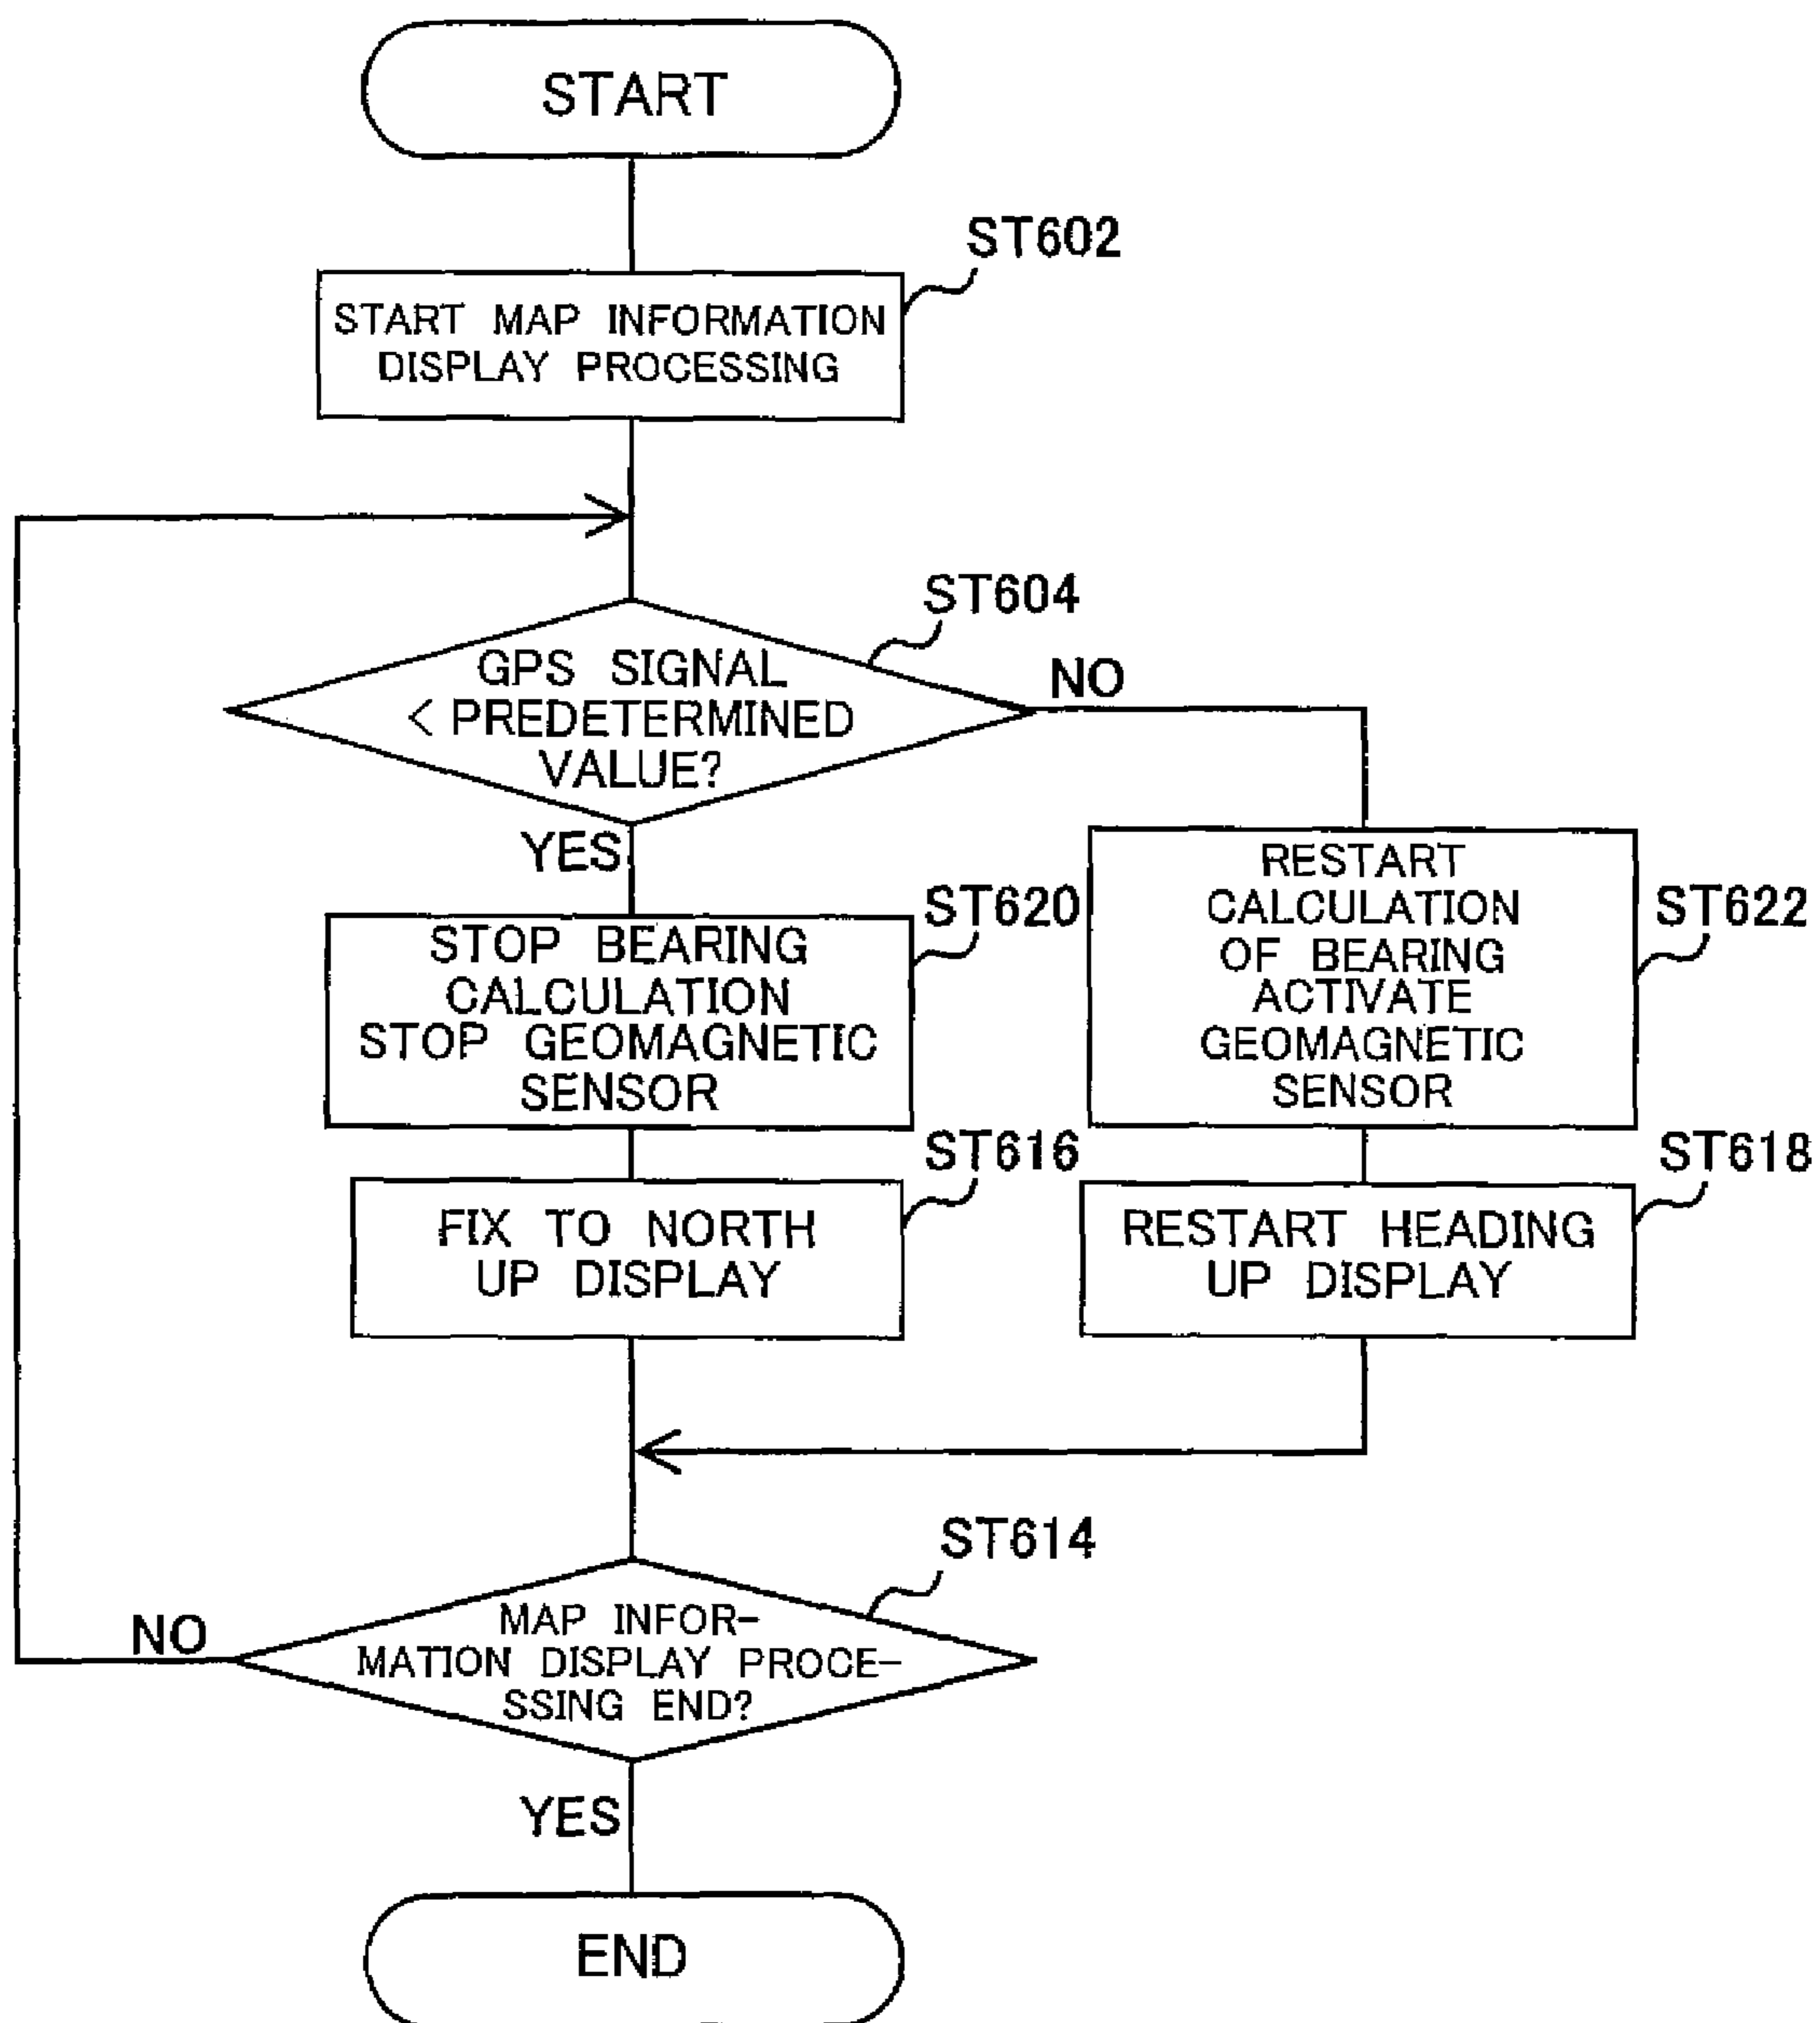 START
ST602
START MAP INFORMATION
DISPLAY PROCESSING
ST604
GPS SIGNAL
< PREDETERMINED
VALUE?
NO
YES
ST620
STOP BEARING
CALCULATION
STOP GEOMAGNETIC
SENSOR
RESTART
CALCULATION
OF BEARING
ACTIVATE
GEOMAGNETIC
SENSOR
ST622
ST616
FIX TO NORTH
UP DISPLAY
ST618
RESTART HEADING
UP DISPLAY
ST614
MAP INFOR-
MATION DISPLAY PROCE-
SSING END?
NO
YES
END